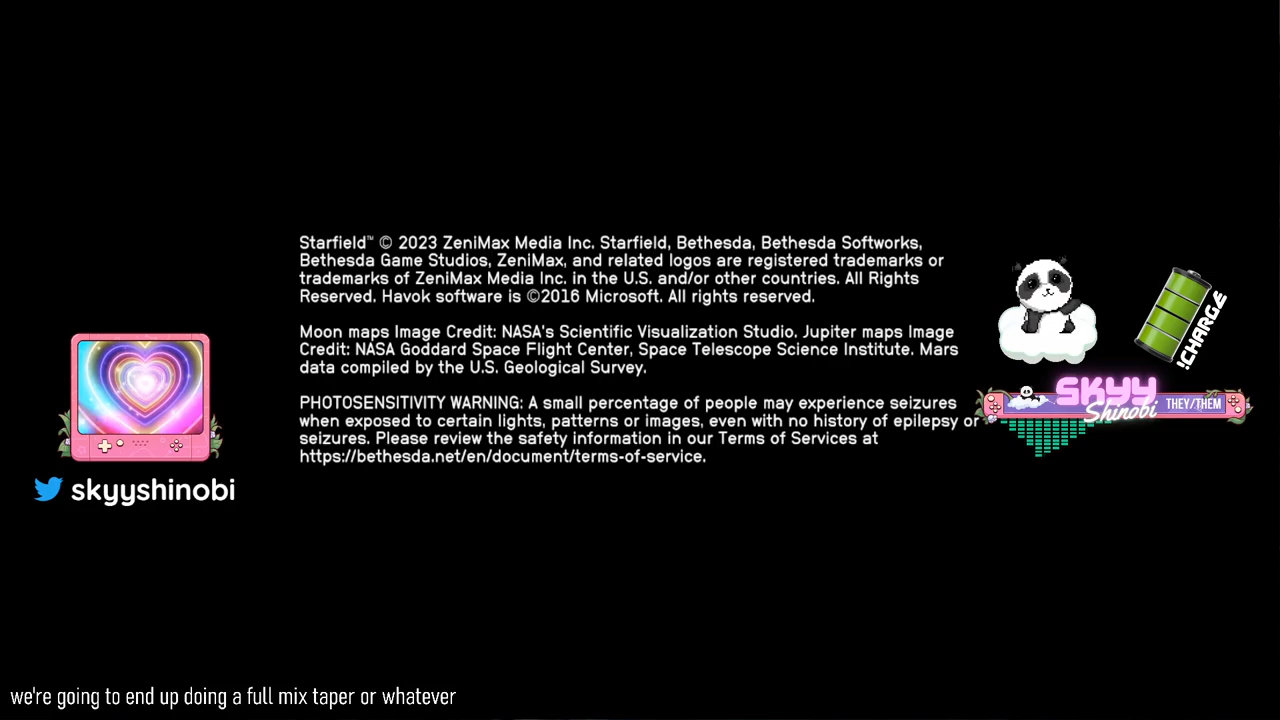 Starfield™ © 2023 ZeniMax Media Inc. Starfield, Bethesda, Bethesda Softworks,
Bethesda Game Studios, ZeniMax, and related logos are registered trademarks or
trademarks of ZeniMax Media Inc. in the U.S. and/or other countries. All Rights
Reserved. Havok software is ©2016 Microsoft. All rights reserved.
Moon maps Image Credit: NASA's Scientific Visualization Studio. Jupiter maps Image
Credit: NASA Goddard Space Flight Center, Space Telescope Science Institute. Mars
data compiled by the U.S. Geological Survey.
PHOTOSENSITIVITY WARNING: A small percentage of people may experience seizures
when exposed to certain lights, patterns or images, even with no history of epilepsy or
seizures. Please review the safety information in our Terms of Services at
https://bethesda.net/en/document/terms-of-service.
!CHARGE
SKYY
Shinobi
THEY/THEM
skyyshinobi
we're going to end up doing a full mix taper or whatever